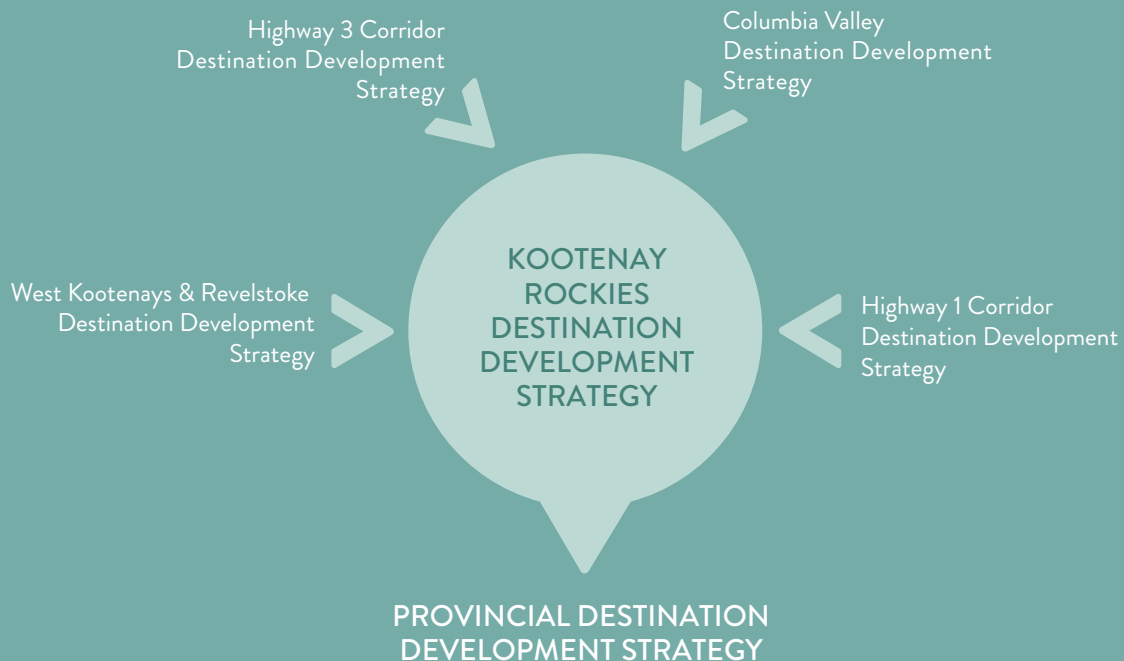 Highway 3 Corridor
Destination Development
Strategy
Columbia Valley
Destination Development
Strategy
West Kootenays & Revelstoke
Destination Development
Strategy
KOOTENAY
ROCKIES
DESTINATION
DEVELOPMENT
STRATEGY
Highway 1 Corridor
Destination Development
Strategy
PROVINCIAL DESTINATION
DEVELOPMENT STRATEGY